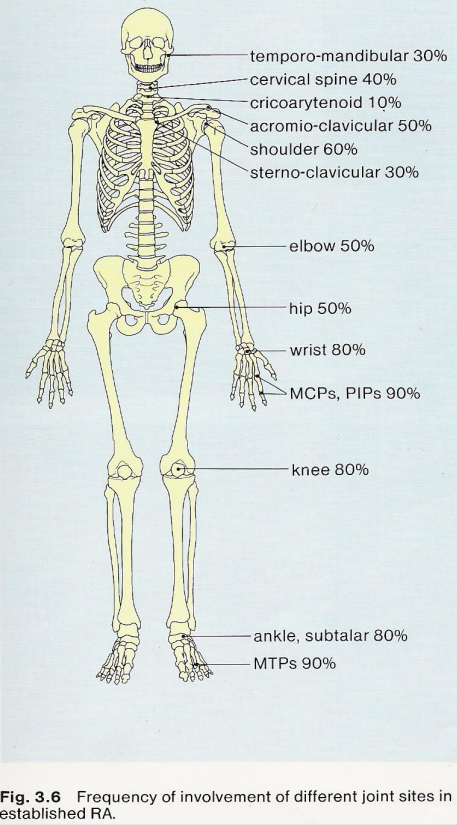 temporo-mandibular 30%
cervical spine 40%
cricoarytenoid 10%
acromio-clavicular 50%
shoulder 60%
sterno-clavicular 30%
elbow 50%
hip 50%
wrist 80%
MCPs, PIPs 90%
knee 80%
ankle, subtalar 80%
MTPs 90%
Fig. 3.6 Frequency of involvement of different joint sites in
established RA.